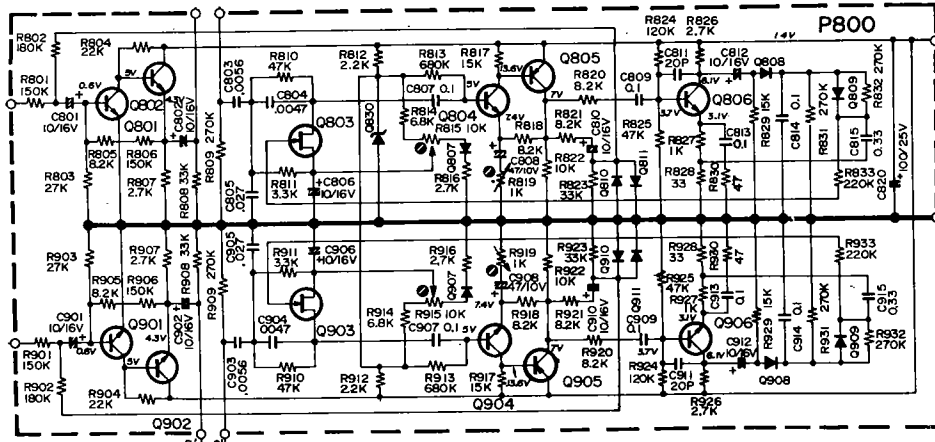 P800
R802 180K
R804 22K
R801 150K
0.6V
5V
C801 10/16V
Q802
Q801
C802 10/16V
R805 8.2K
R806 150K
R803 27K
R807 2.7K
R808 33K
R809 270K
C803 .0056
R810 47K
C804 .0047
Q803
R811 3.3K
C805 .027
C806 10/16V
R812 2.2K
Q830
R813 680K
C807 0.1
R814 6.8K
Q804
R815 10K
Q807
R816 2.7K
5V
R817 15K
13.6V
Q805
7V
7.4V
R818 8.2K
C808 47/10V
R819 1K
R820 8.2K
R821 8.2K
C810 10/16V
R822 10K
R823 33K
Q810
Q811
C809 0.1
R824 120K
R826 2.7K
C811 20P
C812 10/16V
14V
Q808
6.1V
Q806
3.7V
3.1V
R825 47K
R827 1K
C813 0.1
R828 33
R830 47
R829 15K
C814 0.1
R831 270K
Q809
R832 270K
C815 0.33
R833 220K
C820 100/25V
R903 27K
R905 8.2K
R906 150K
R907 2.7K
R908 33K
R909 270K
C901 10/16V
0.6V
Q901
4.3V
C902 10/16V
5V
R901 150K
R902 180K
R904 22K
Q902
C905 .027
R911 3.3K
C906 10/16V
C904 .0047
Q903
C903 .0056
R910 47K
R916 2.7K
Q907
R914 6.8K
R915 10K
C907 0.1
5V
R912 2.2K
R913 680K
R917 15K
13.6V
Q904
R919 1K
C908 47/10V
7.4V
R918 8.2K
R922 10K
R923 33K
R921 8.2K
C910 10/16V
7V
R920 8.2K
Q905
Q910
Q911
C909 0.1
3.7V
R925 47K
R924 120K
C911 20P
R928 33
R930 47
R927 1K
3.1V
C913 0.1
Q906
6.1V
C912 10/16V
R926 2.7K
R929 15K
Q908
C914 0.1
R931 270K
Q909
R933 220K
C915 0.33
R932 270K